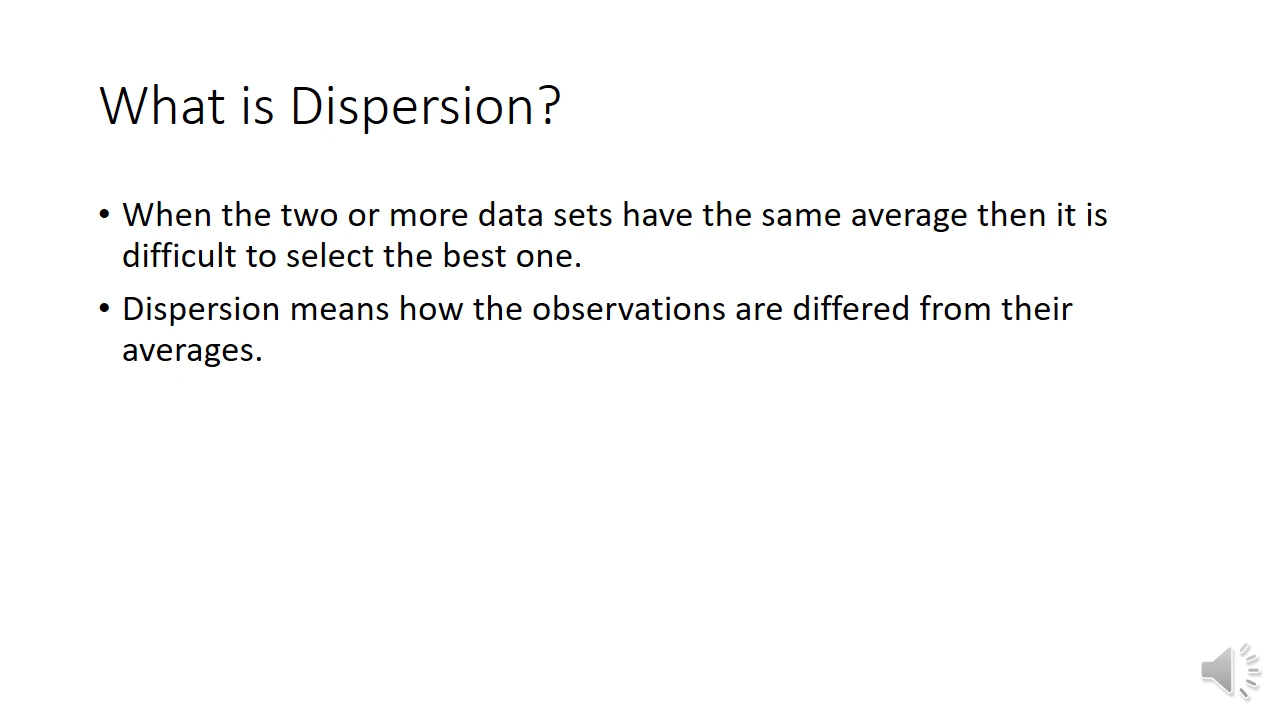 What is Dispersion?
• When the two or more data sets have the same average then it is
difficult to select the best one.
• Dispersion means how the observations are differed from their
averages.